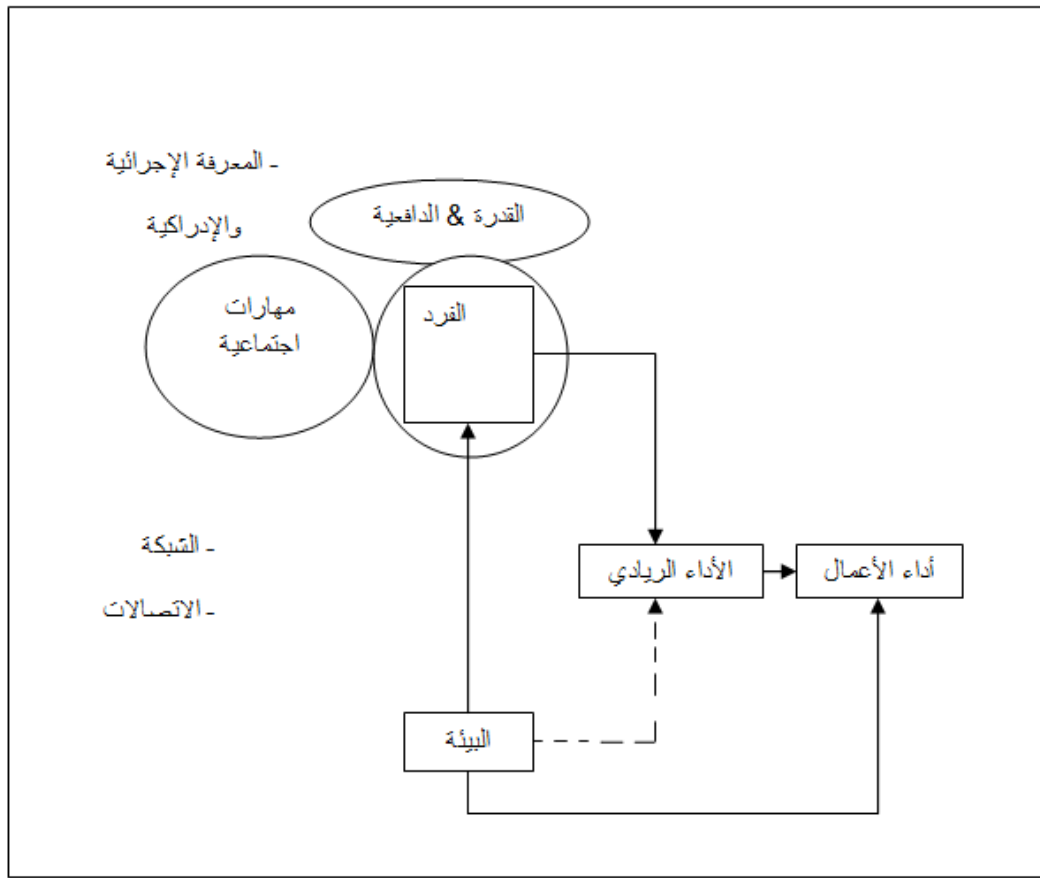 - المعرفة الإجرائية
والإدراكية
القدرة & الدافعية
مهارات
اجتماعية
الفرد
- الشبكة
- الاتصالات
الأداء الريادي
أداء الأعمال
البيئة